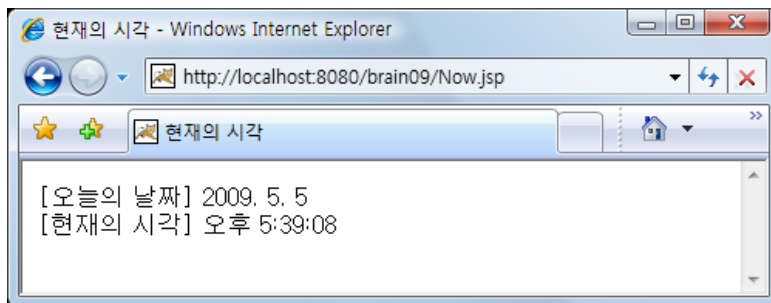 현재의 시각 - Windows Internet Explorer
http://localhost:8080/brain09/Now.jsp
현재의 시각
[오늘의 날짜] 2009. 5. 5
[현재의 시각] 오후 5:39:08